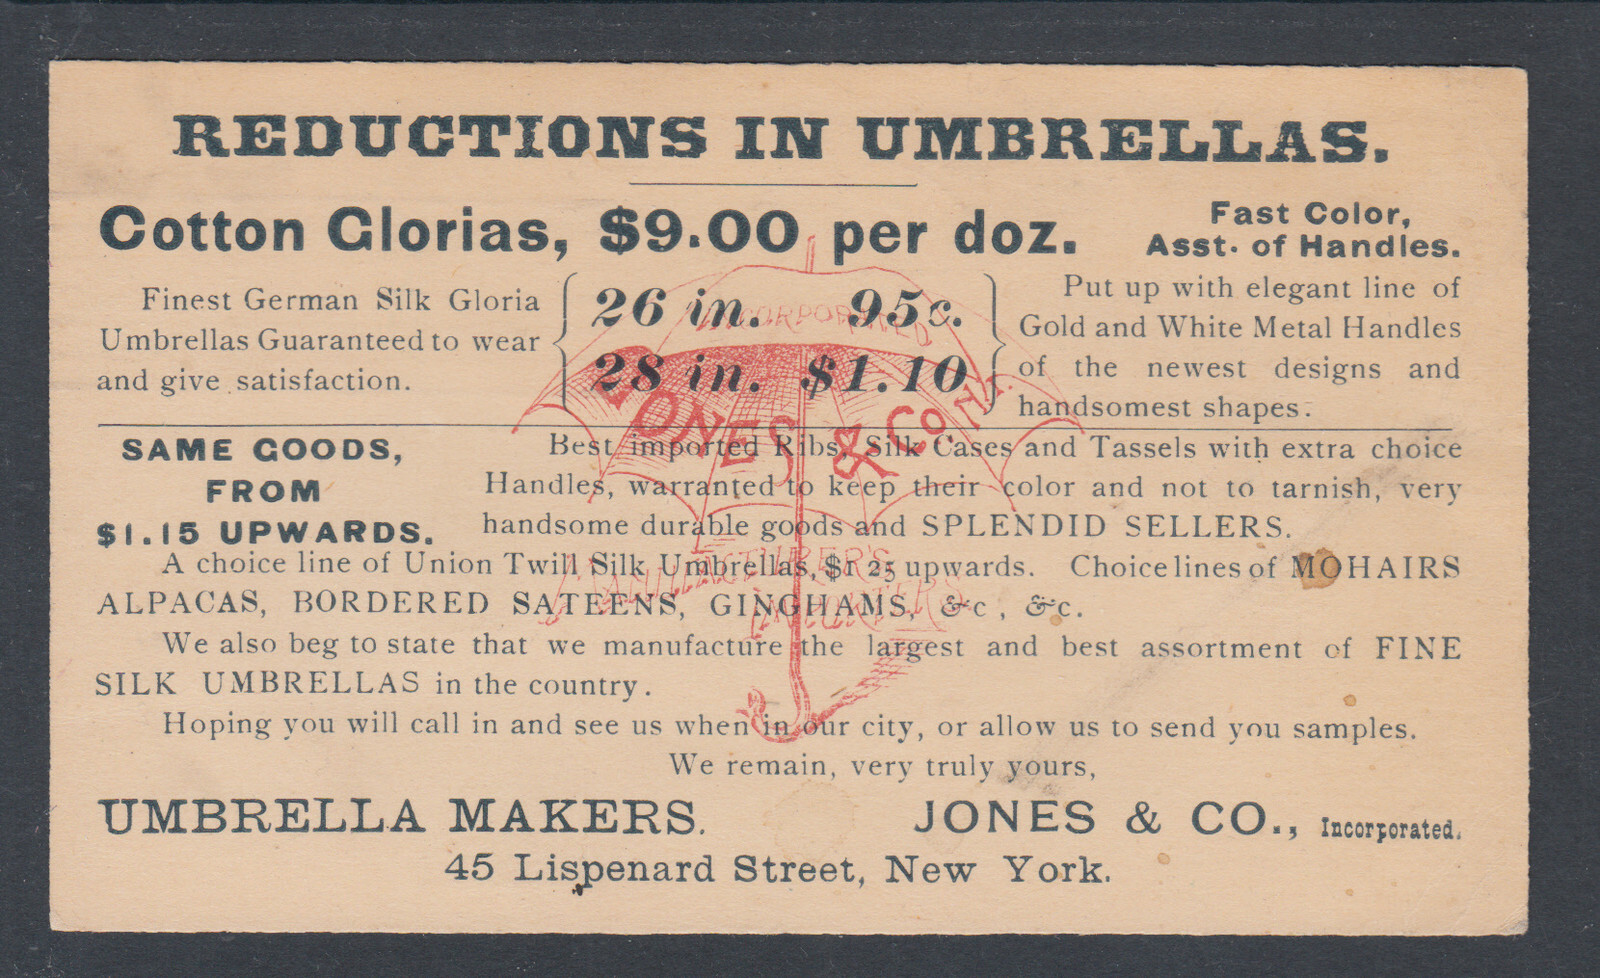 REDUCTIONS IN UMBRELLAS.
Cotton Glorias, $9.00 per doz.
Fast Color,
Asst. of Handles.
Finest German Silk Gloria
Umbrellas Guaranteed to wear
and give satisfaction.
26 in. 95c.
28 in. $1.10
Put up with elegant line of
Gold and White Metal Handles
of the newest designs and
handsomest shapes.
INCORPORATED
JONES & CO. N.Y.
MANUFACTURER'S
IMPORTERS
SAME GOODS,
FROM
$1.15 UPWARDS.
Best imported Ribs, Silk Cases and Tassels with extra choice
Handles, warranted to keep their color and not to tarnish, very
handsome durable goods and SPLENDID SELLERS.
A choice line of Union Twill Silk Umbrellas, $1 25 upwards. Choice lines of MOHAIRS
ALPACAS, BORDERED SATEENS, GINGHAMS, &c , &c.
We also beg to state that we manufacture the largest and best assortment of FINE
SILK UMBRELLAS in the country.
Hoping you will call in and see us when in our city, or allow us to send you samples.
We remain, very truly yours,
UMBRELLA MAKERS.
JONES & CO., Incorporated.
45 Lispenard Street, New York.